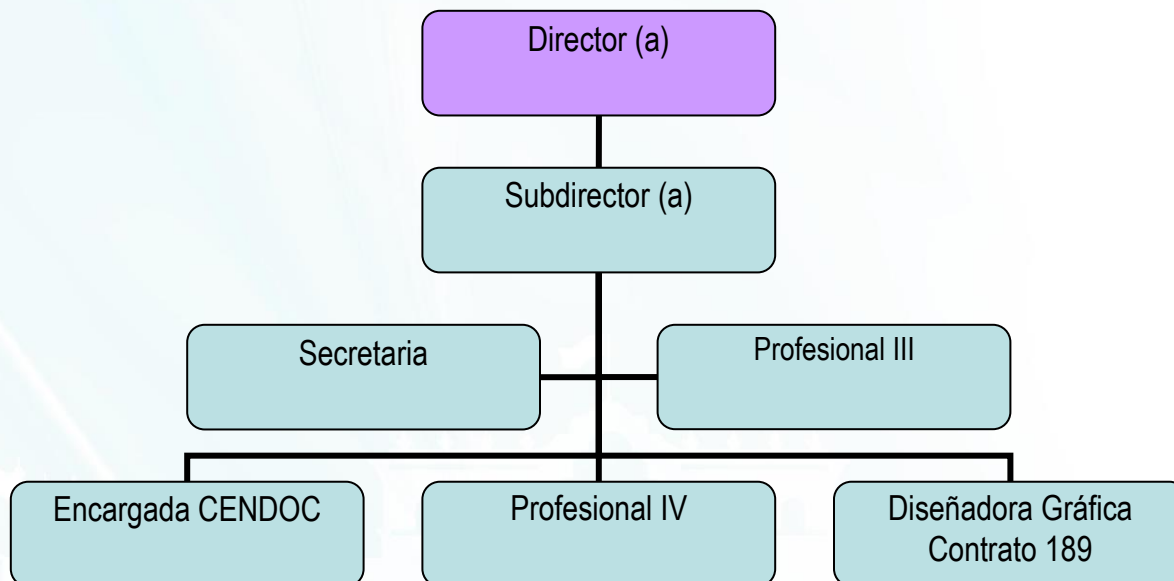 Director (a)
Subdirector (a)
Secretaria
Profesional III
Encargada CENDOC
Profesional IV
Diseñadora Gráfica
Contrato 189